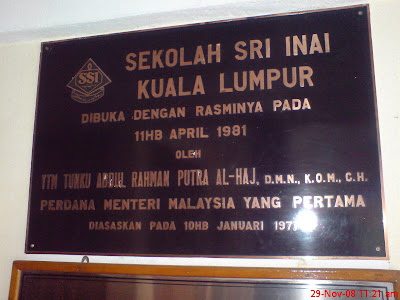 SSI
SEKOLAH SRI INAI
KUALA LUMPUR
DIBUKA DENGAN RASMINYA PADA
11HB APRIL 1981
OLEH
YTM TUNKU ABDUL RAHMAN PUTRA AL-HAJ, D.M.N., K.O.M., C.H.
PERDANA MENTERI MALAYSIA YANG PERTAMA
DIASASKAN PADA 10HB JANUARI
29-Nov-08 11:21 am